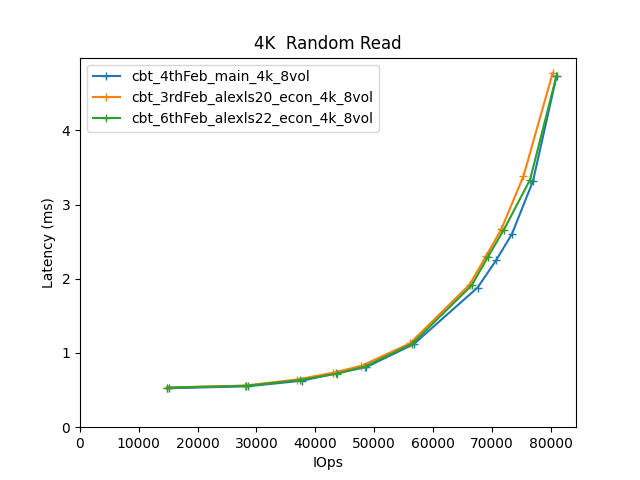 4K  Random Read
cbt_4thFeb_main_4k_8vol
cbt_3rdFeb_alexls20_econ_4k_8vol
cbt_6thFeb_alexls22_econ_4k_8vol
Latency (ms)
4
3
2
1
0
0 10000 20000 30000 40000 50000 60000 70000 80000
IOps